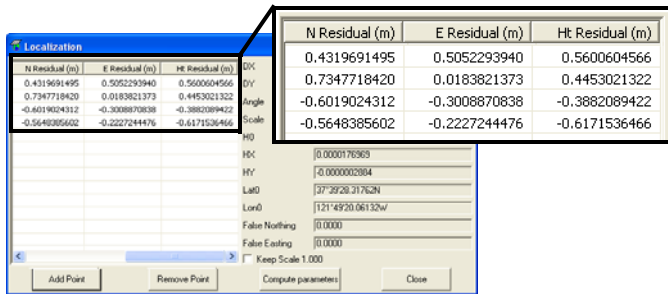 N Residual (m) E Residual (m) Ht Residual (m)
0.4319691495 0.5052293940 0.5600604566
0.7347718420 0.0183821373 0.4453021322
-0.6019024312 -0.3008870838 -0.3882089422
-0.5648385602 -0.2227244476 -0.6171536466
Localization
N Residual (m) E Residual (m) Ht Residual (m) DX
0.4319691495 0.5052293940 0.5600604566 DY
0.7347718420 0.0183821373 0.4453021322
-0.6019024312 -0.3008870838 -0.3882089422 Angle
-0.5648385602 -0.2227244476 -0.6171536466 Scale
H0
HX 0.0000176969
HY -0.0000002884
Lat0 37°39'28.31762N
Lon0 121°49'20.06132W
False Northing 0.0000
False Easting 0.0000
Keep Scale 1.000
Add Point Remove Point Compute parameters Close